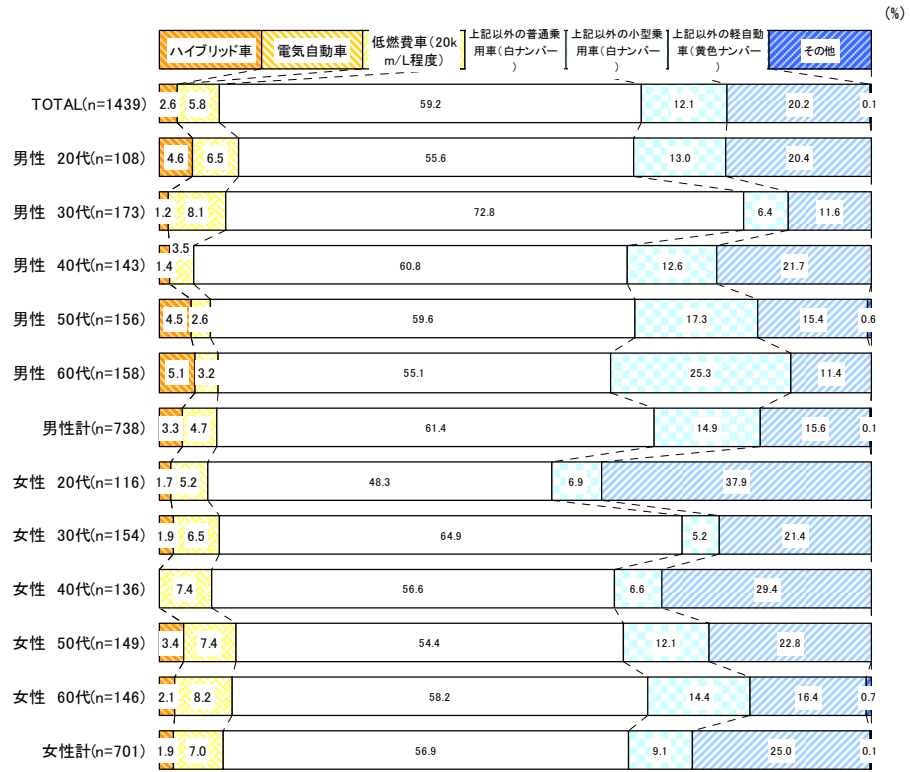 (%)
ハイブリッド車 電気自動車 低燃費車(20k 上記以外の普通乗 上記以外の小型乗 上記以外の軽自動 その他
m/L程度) 用車(白ナンバー 用車(白ナンバー 車(黄色ナンバー
) ) )
TOTAL(n=1439) 2.6 5.8 59.2 12.1 20.2 0.1
男性 20代(n=108) 4.6 6.5 55.6 13.0 20.4
男性 30代(n=173) 1.2 8.1 72.8 6.4 11.6
男性 40代(n=143) 1.4 3.5 60.8 12.6 21.7
男性 50代(n=156) 4.5 2.6 59.6 17.3 15.4 0.6
男性 60代(n=158) 5.1 3.2 55.1 25.3 11.4
男性計(n=738) 3.3 4.7 61.4 14.9 15.6 0.1
女性 20代(n=116) 1.7 5.2 48.3 6.9 37.9
女性 30代(n=154) 1.9 6.5 64.9 5.2 21.4
女性 40代(n=136) 7.4 56.6 6.6 29.4
女性 50代(n=149) 3.4 7.4 54.4 12.1 22.8
女性 60代(n=146) 2.1 8.2 58.2 14.4 16.4 0.7
女性計(n=701) 1.9 7.0 56.9 9.1 25.0 0.1